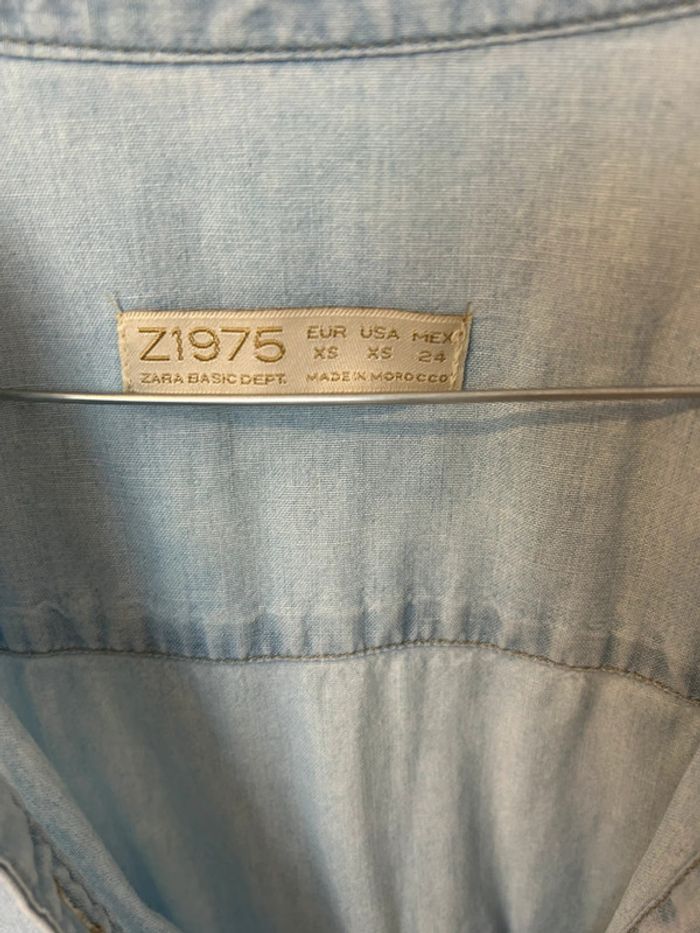 Z1975 EUR USA MEX
XS XS 24
ZARA BASIC DEPT. MADE IN MOROCCO